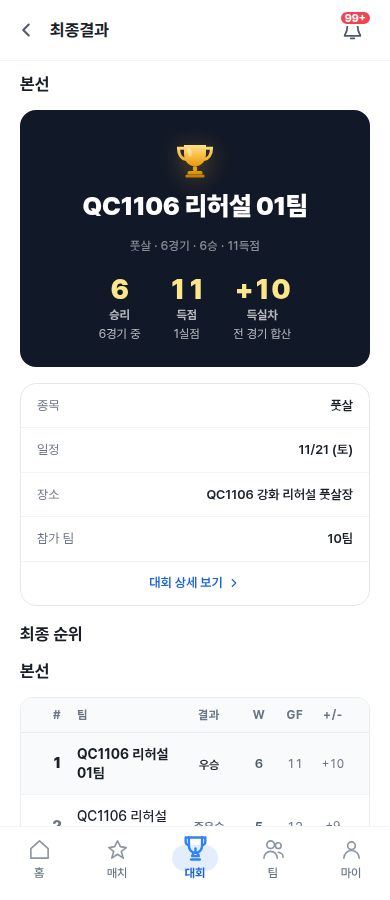 최종결과
99+
본선
QC1106 리허설 01팀
풋살 · 6경기 · 6승 · 11득점
6 11 +10
승리 득점 득실차
6경기 중 1실점 전 경기 합산
종목 풋살
일정 11/21 (토)
장소 QC1106 강화 리허설 풋살장
참가 팀 10팀
대회 상세 보기
최종 순위
본선
# 팀 결과 W GF +/-
1 QC1106 리허설 01팀 우승 6 11 +10
QC1106 리허설
홈 매치 대회 팀 마이